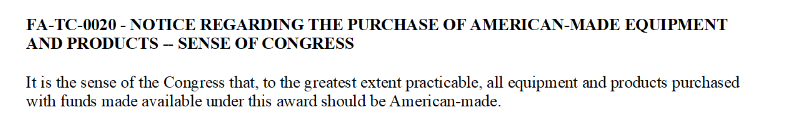 FA-TC-0020 - NOTICE REGARDING THE PURCHASE OF AMERICAN-MADE EQUIPMENT
AND PRODUCTS -- SENSE OF CONGRESS
It is the sense of the Congress that, to the greatest extent practicable, all equipment and products purchased
with funds made available under this award should be American-made.